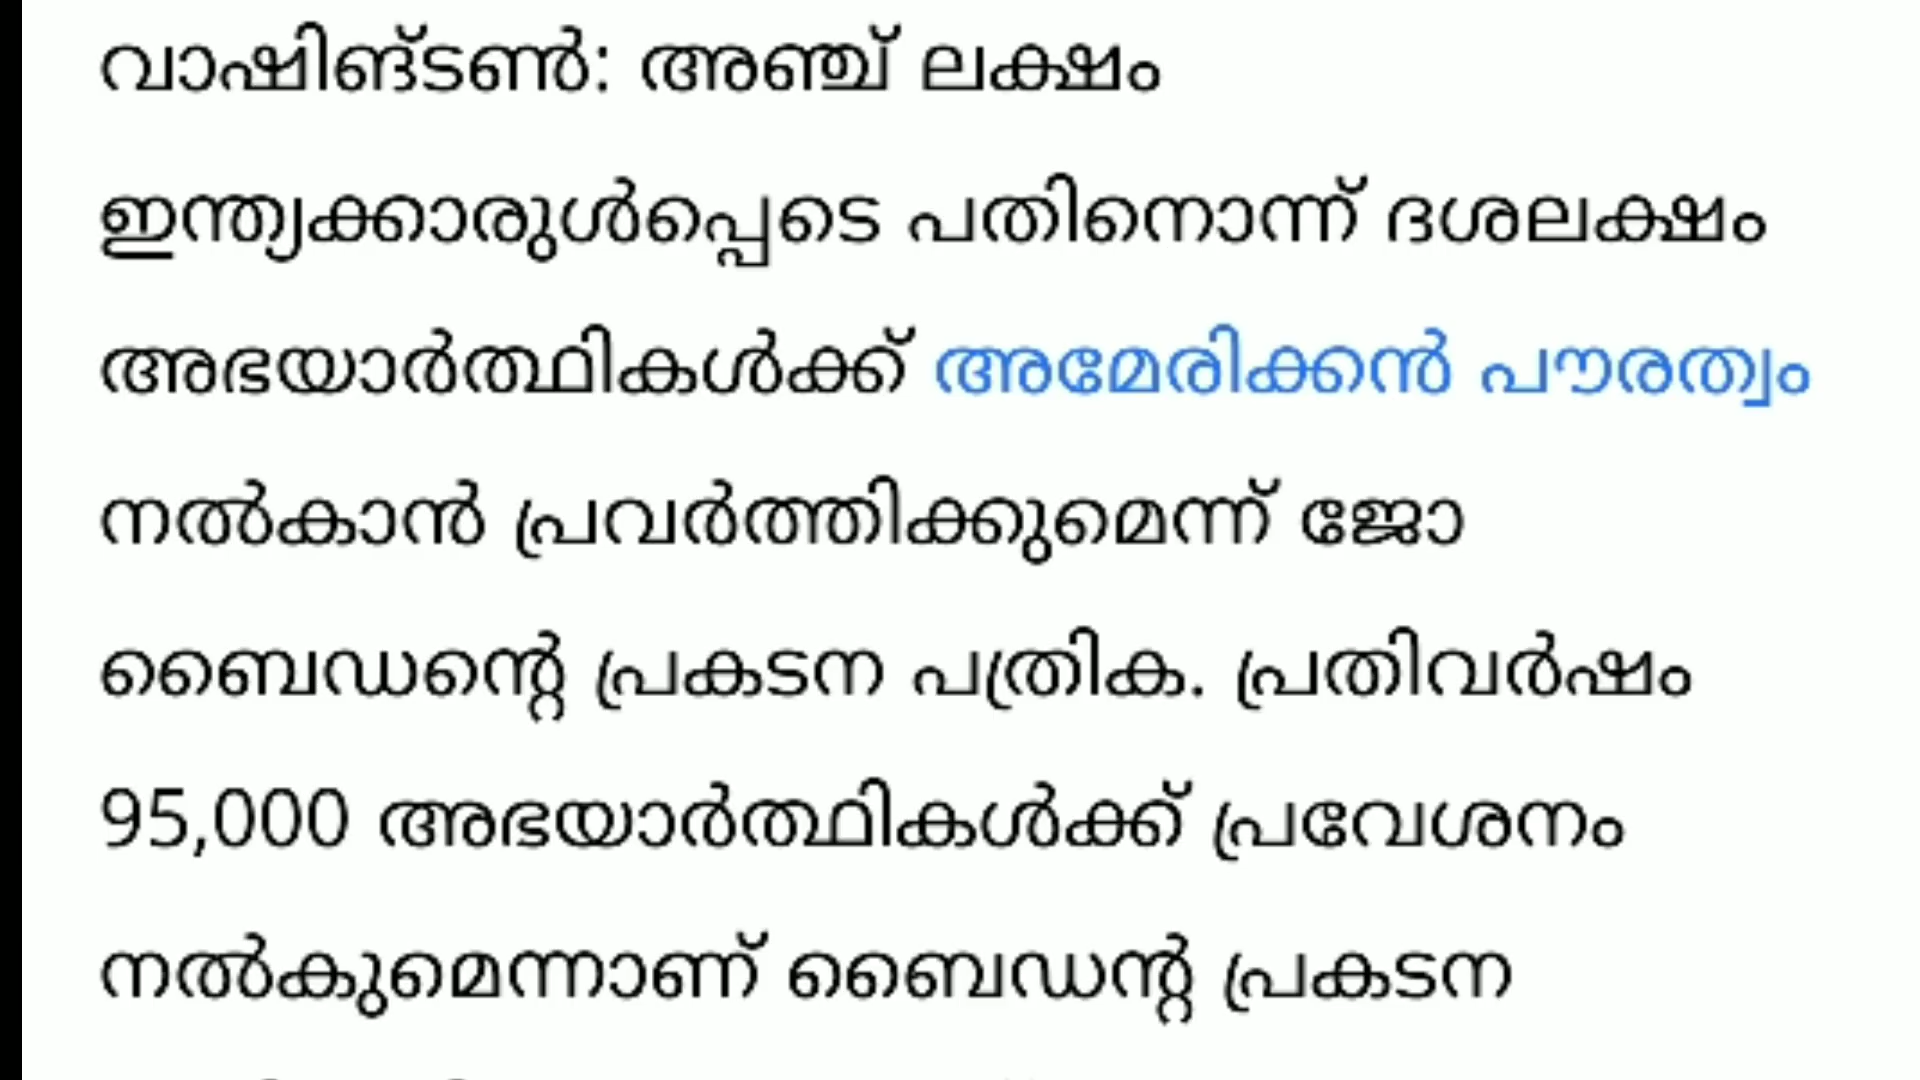 വാഷിങ്ടൺ: അഞ്ച് ലക്ഷം
ഇന്ത്യക്കാരുൾപ്പെടെ പതിനൊന്ന് ദശലക്ഷം
അഭയാർത്ഥികൾക്ക് അമേരിക്കൻ പൗരത്വം
നൽകാൻ പ്രവർത്തിക്കുമെന്ന് ജോ
ബൈഡന്റെ പ്രകടന പത്രിക. പ്രതിവർഷം
95,000 അഭയാർത്ഥികൾക്ക് പ്രവേശനം
നൽകുമെന്നാണ് ബൈഡന്റ പ്രകടന